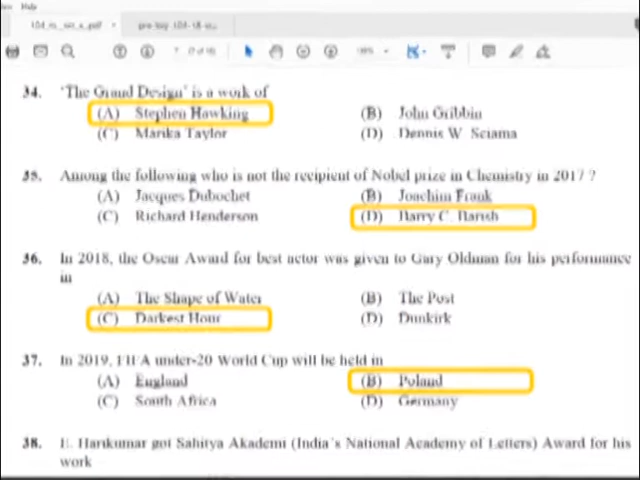 Help
34. 'The Grand Design' is a work of
(A) Stephen Hawking (B) John Gribbin
(C) Marika Taylor (D) Dennis W. Sciama
35. Among the following who is not the recipient of Nobel prize in Chemistry in 2017 ?
(A) Jacques Dubochet (B) Joachim Frank
(C) Richard Henderson (D) Barry C. Barish
36. In 2018, the Oscar Award for best actor was given to Gary Oldman for his performance
in
(A) The Shape of Water (B) The Post
(C) Darkest Hour (D) Dunkirk
37. In 2019, FIFA under-20 World Cup will be held in
(A) England (B) Poland
(C) South Africa (D) Germany
38. E. Harikumar got Sahitya Akademi (India's National Academy of Letters) Award for his
work